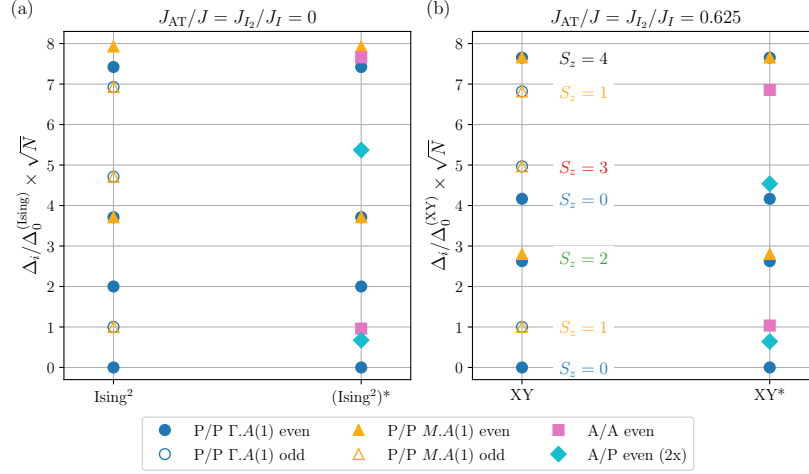 (a)
J_AT/J = J_I₂/J_I = 0
Δ_i/Δ_0^(Ising) × √N
8
7
6
5
4
3
2
1
0
Ising²
(Ising²)*
(b)
J_AT/J = J_I₂/J_I = 0.625
Δ_i/Δ_0^(XY) × √N
8
7
6
5
4
3
2
1
0
S_z = 4
S_z = 1
S_z = 3
S_z = 0
S_z = 2
S_z = 1
S_z = 0
XY
XY*
P/P Γ.A(1) even
P/P M.A(1) even
A/A even
P/P Γ.A(1) odd
P/P M.A(1) odd
A/P even (2x)